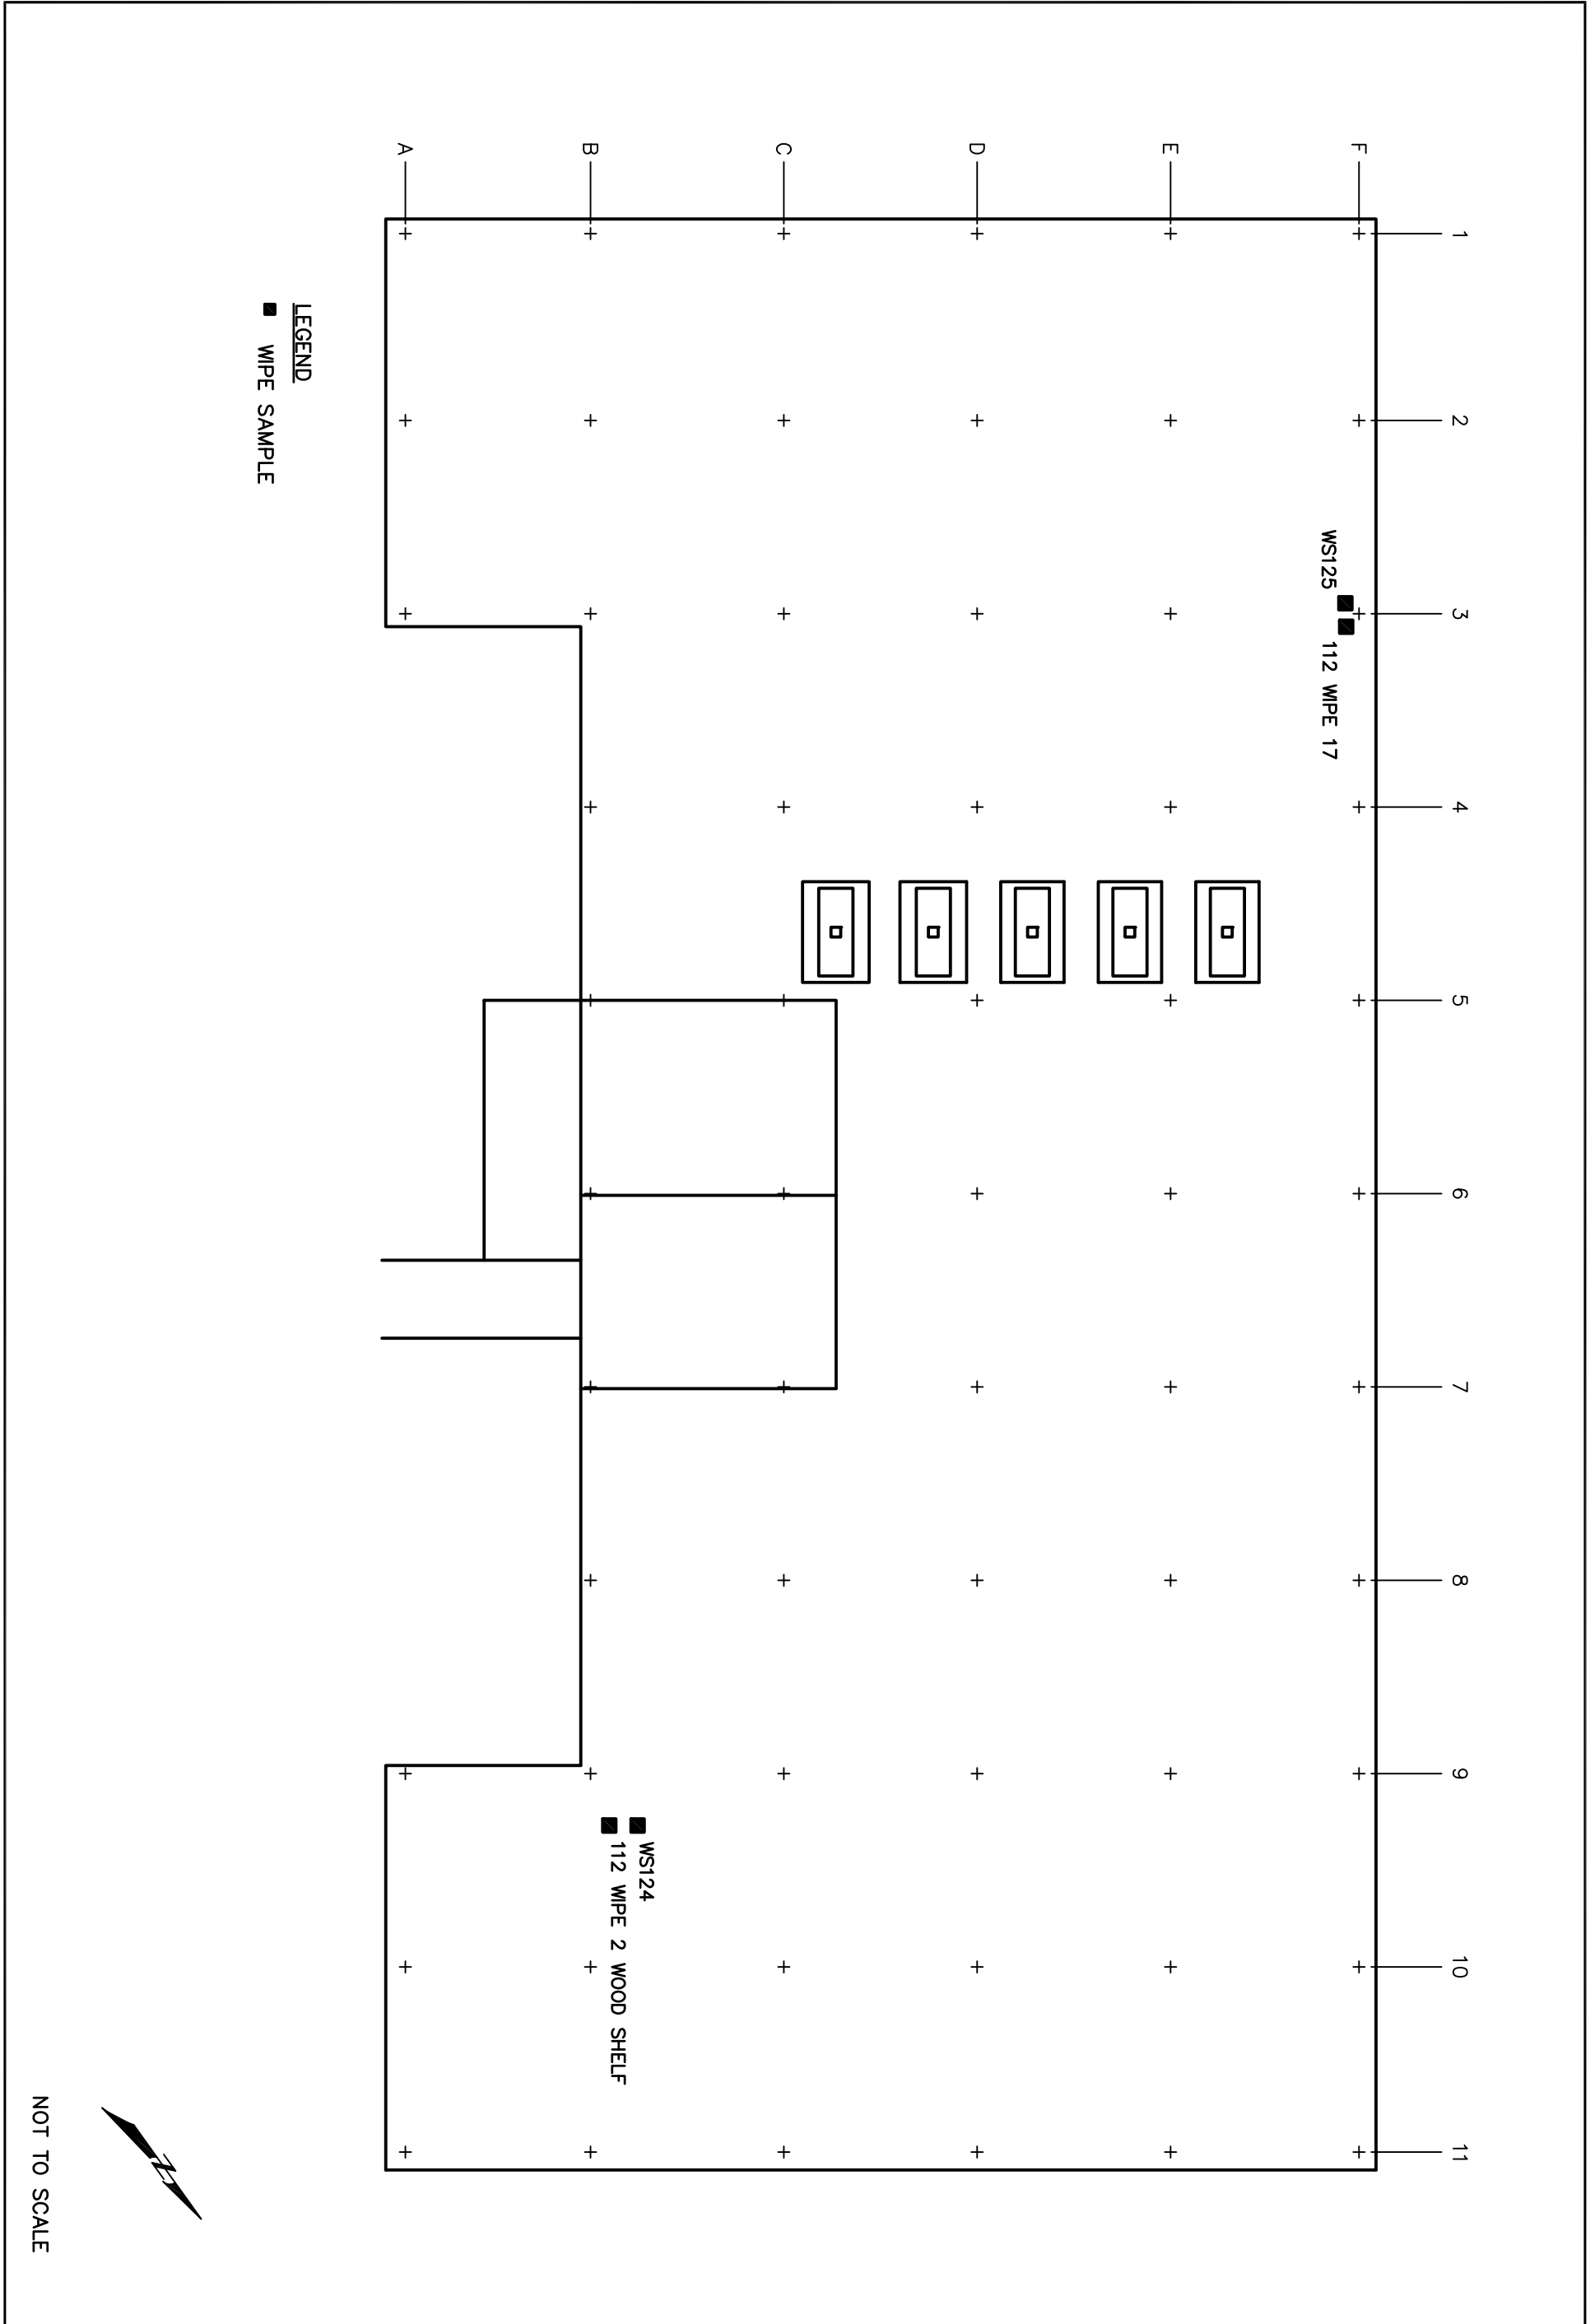 1
2
3
4
5
6
7
8
9
10
11
F
E
D
C
B
A
WS125
112 WIPE 17
WS124
112 WIPE 2 WOOD SHELF
LEGEND
WIPE SAMPLE
NOT TO SCALE